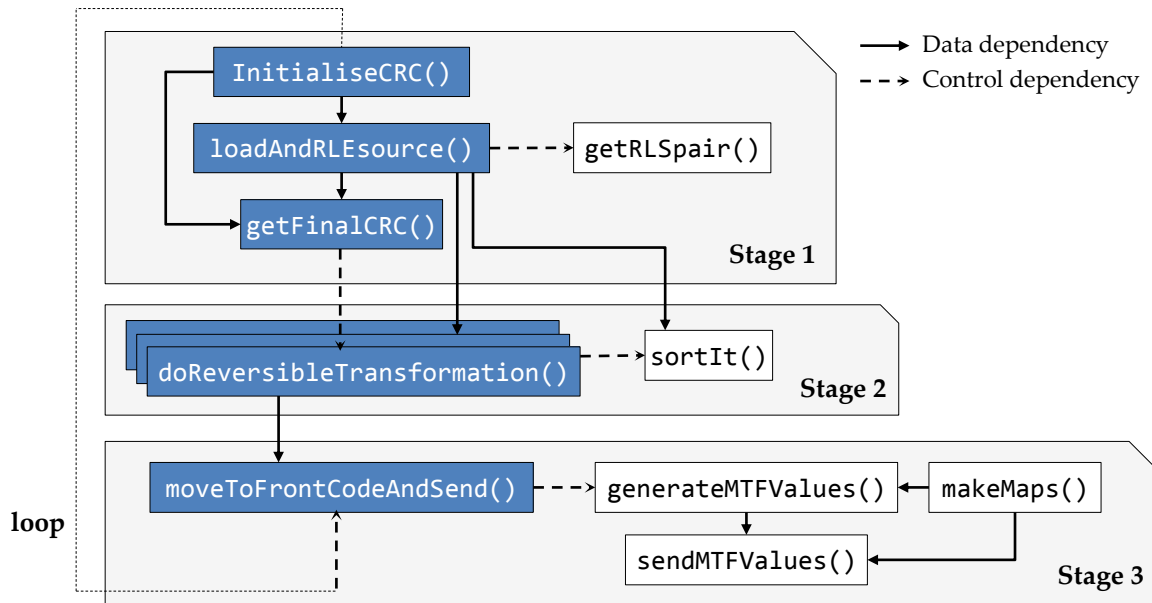 InitialiseCRC()
Data dependency
Control dependency
loadAndRLEsource()
getRLSpair()
getFinalCRC()
Stage 1
doReversibleTransformation()
sortIt()
Stage 2
moveToFrontCodeAndSend()
generateMTFValues()
makeMaps()
loop
sendMTFValues()
Stage 3